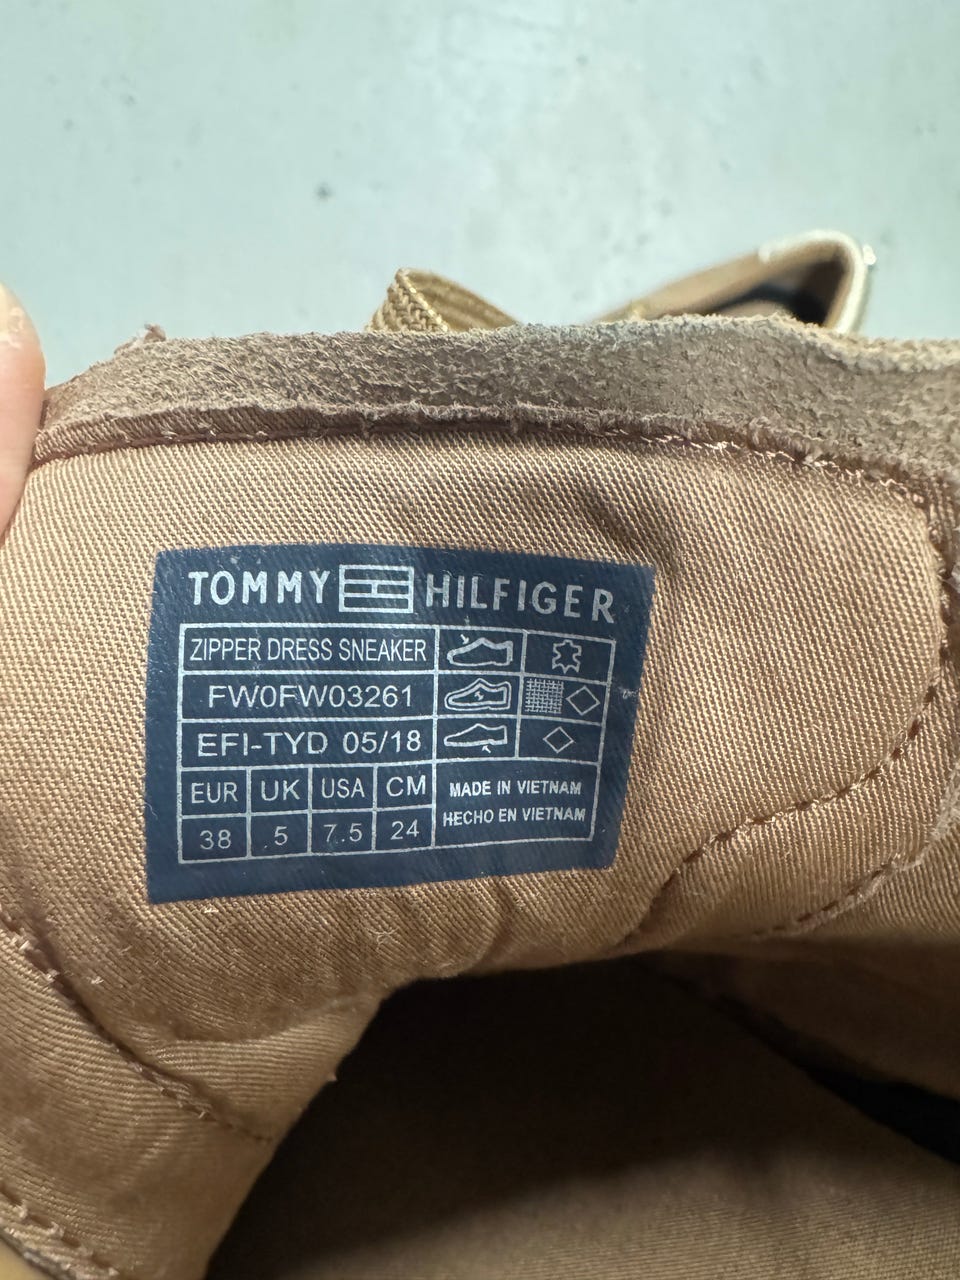 TOMMY HILFIGER
ZIPPER DRESS SNEAKER
FW0FW03261
EFI-TYD 05/18
EUR UK USA CM
38 5 7.5 24
MADE IN VIETNAM
HECHO EN VIETNAM